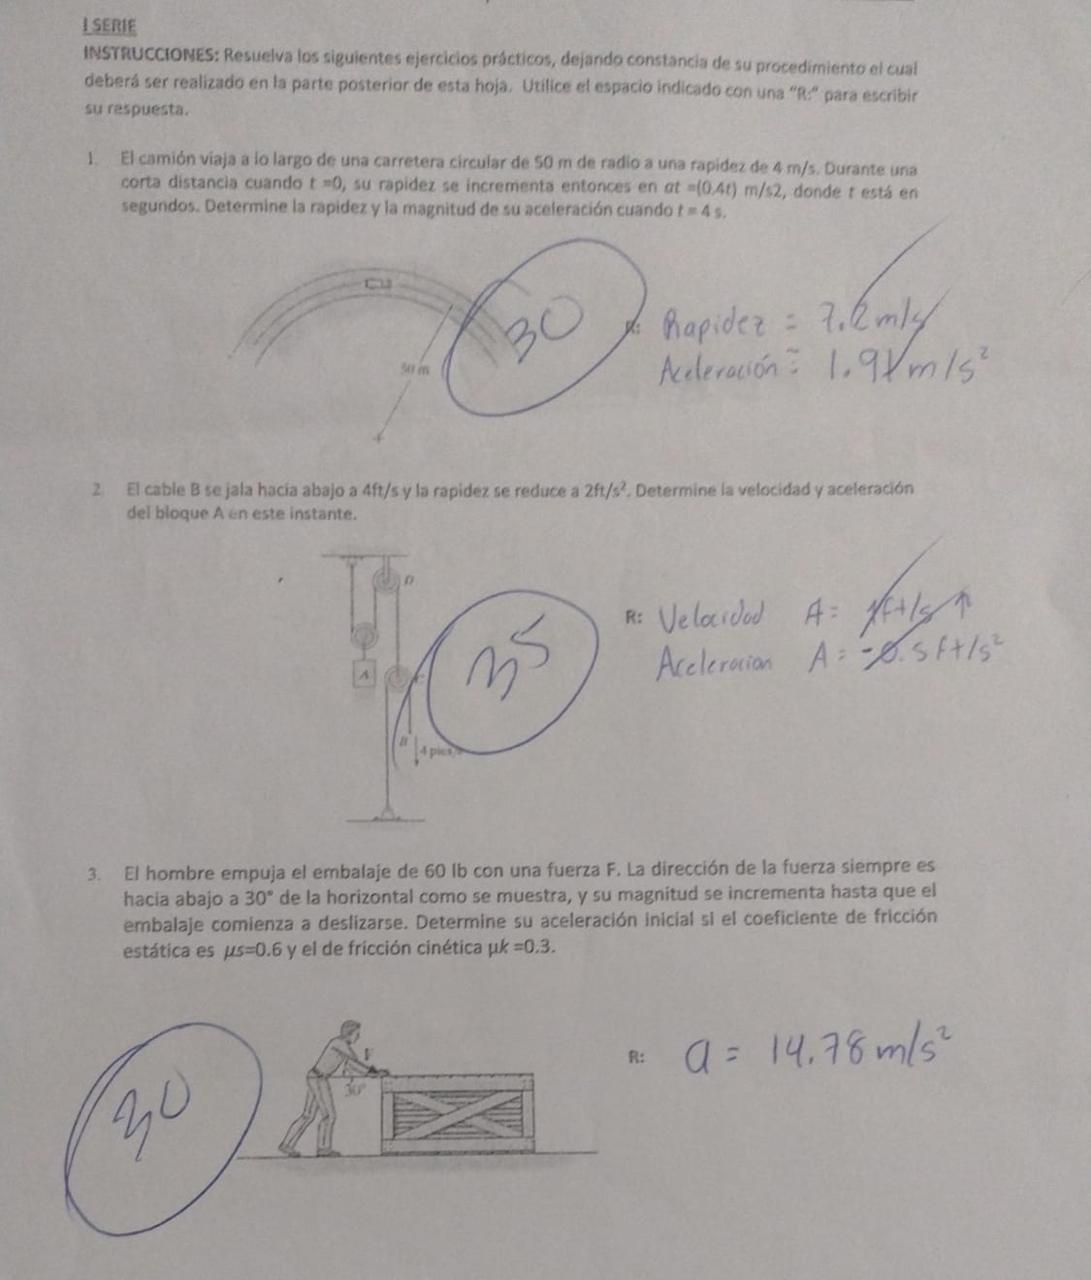 I SERIE
INSTRUCCIONES: Resuelva los siguientes ejercicios prácticos, dejando constancia de su procedimiento el cual
deberá ser realizado en la parte posterior de esta hoja. Utilice el espacio indicado con una "R:" para escribir
su respuesta.
1. El camión viaja a lo largo de una carretera circular de 50 m de radio a una rapidez de 4 m/s. Durante una
corta distancia cuando t =0, su rapidez se incrementa entonces en at =(0.4t) m/s2, donde t está en
segundos. Determine la rapidez y la magnitud de su aceleración cuando t = 4 s.
50 m
30
R: Rapidez = 7.2 m/s
Aceleración = 1.91 m/s²
2. El cable B se jala hacia abajo a 4ft/s y la rapidez se reduce a 2ft/s². Determine la velocidad y aceleración
del bloque A en este instante.
D
A
C
B
4 pies/s
35
R: Velocidad A = 1ft/s ↑
Aceleracion A = -0.5 ft/s²
3. El hombre empuja el embalaje de 60 lb con una fuerza F. La dirección de la fuerza siempre es
hacia abajo a 30° de la horizontal como se muestra, y su magnitud se incrementa hasta que el
embalaje comienza a deslizarse. Determine su aceleración inicial si el coeficiente de fricción
estática es μs=0.6 y el de fricción cinética μk =0.3.
30
F
30°
R: a = 14.78 m/s²